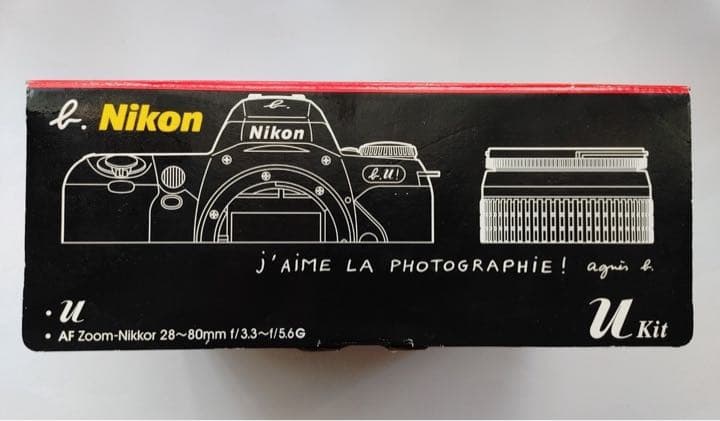 b. Nikon
b.
Nikon
b.U!
j'AiME LA PHOTOGRAPHiE! agnès b.
• U
• AF Zoom-Nikkor 28~80mm f/3.3~f/5.6G
U Kit